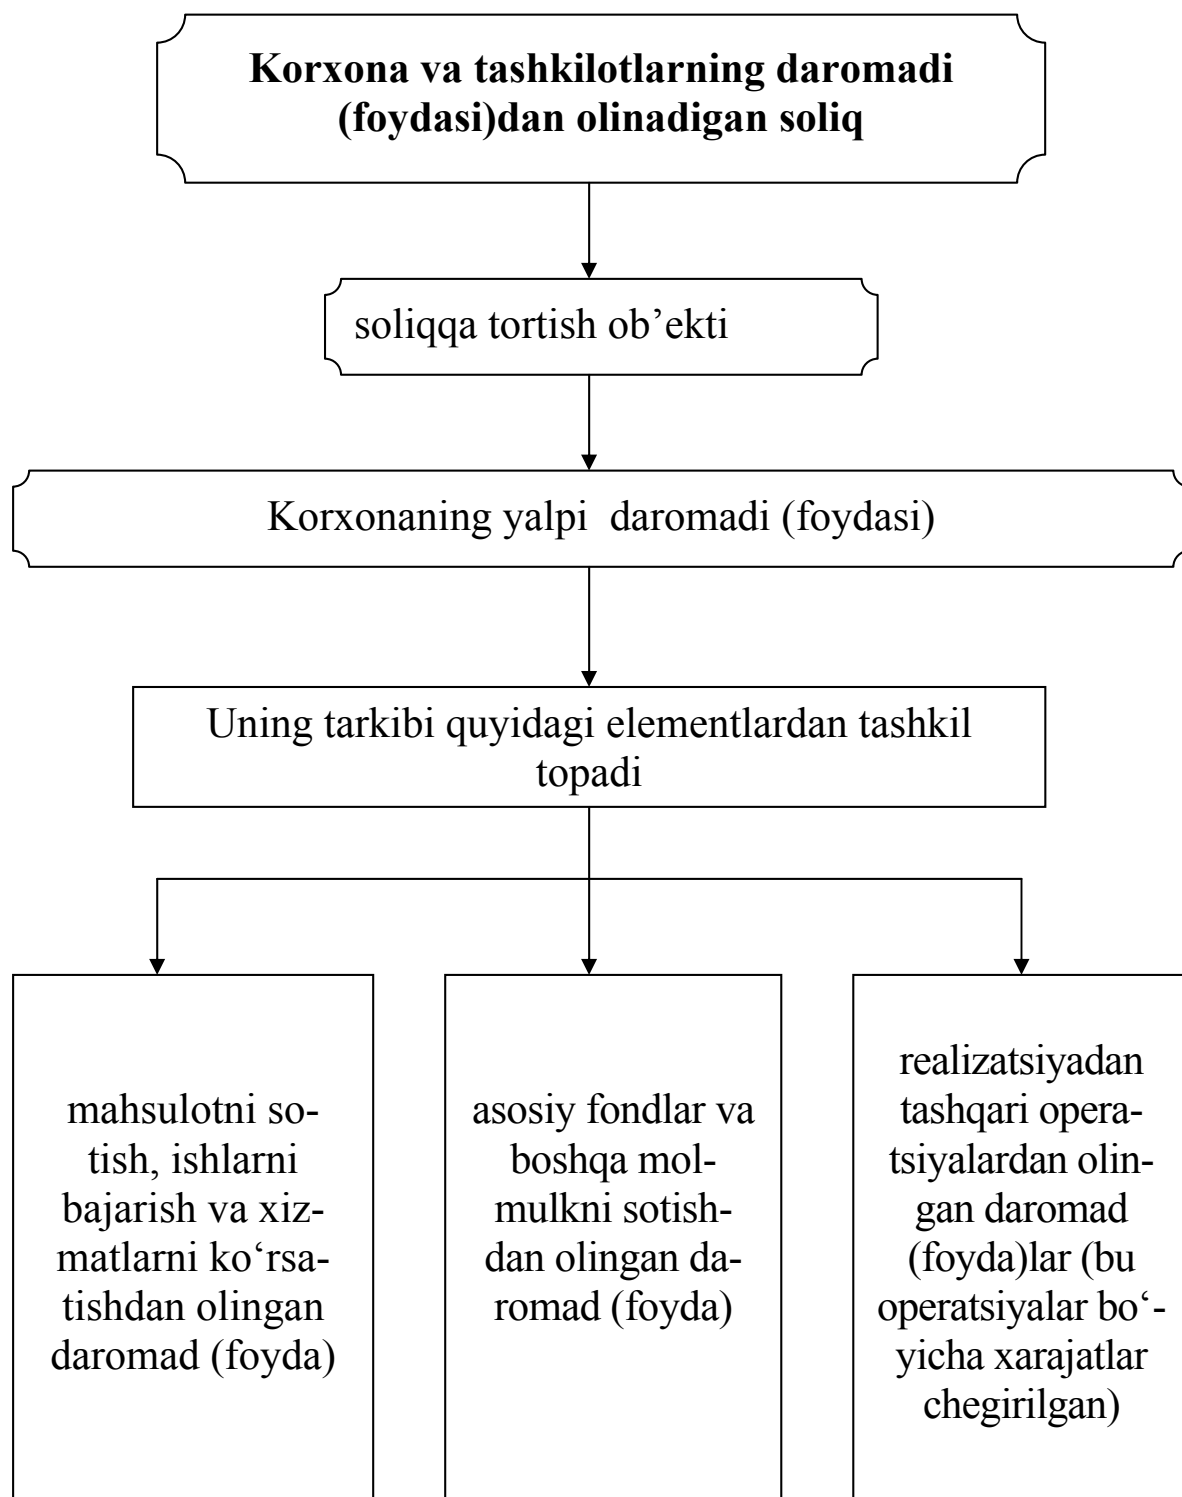 Korxona va tashkilotlarning daromadi
(foydasi)dan olinadigan soliq
soliqqa tortish ob’ekti
Korxonaning yalpi daromadi (foydasi)
Uning tarkibi quyidagi elementlardan tashkil
topadi
mahsulotni so-
tish, ishlarni
bajarish va xiz-
matlarni ko‘rsa-
tishdan olingan
daromad (foyda)
asosiy fondlar va
boshqa mol-
mulkni sotish-
dan olingan da-
romad (foyda)
realizatsiyadan
tashqari opera-
tsiyalardan olin-
gan daromad
(foyda)lar (bu
operatsiyalar bo‘-
yicha xarajatlar
chegirilgan)